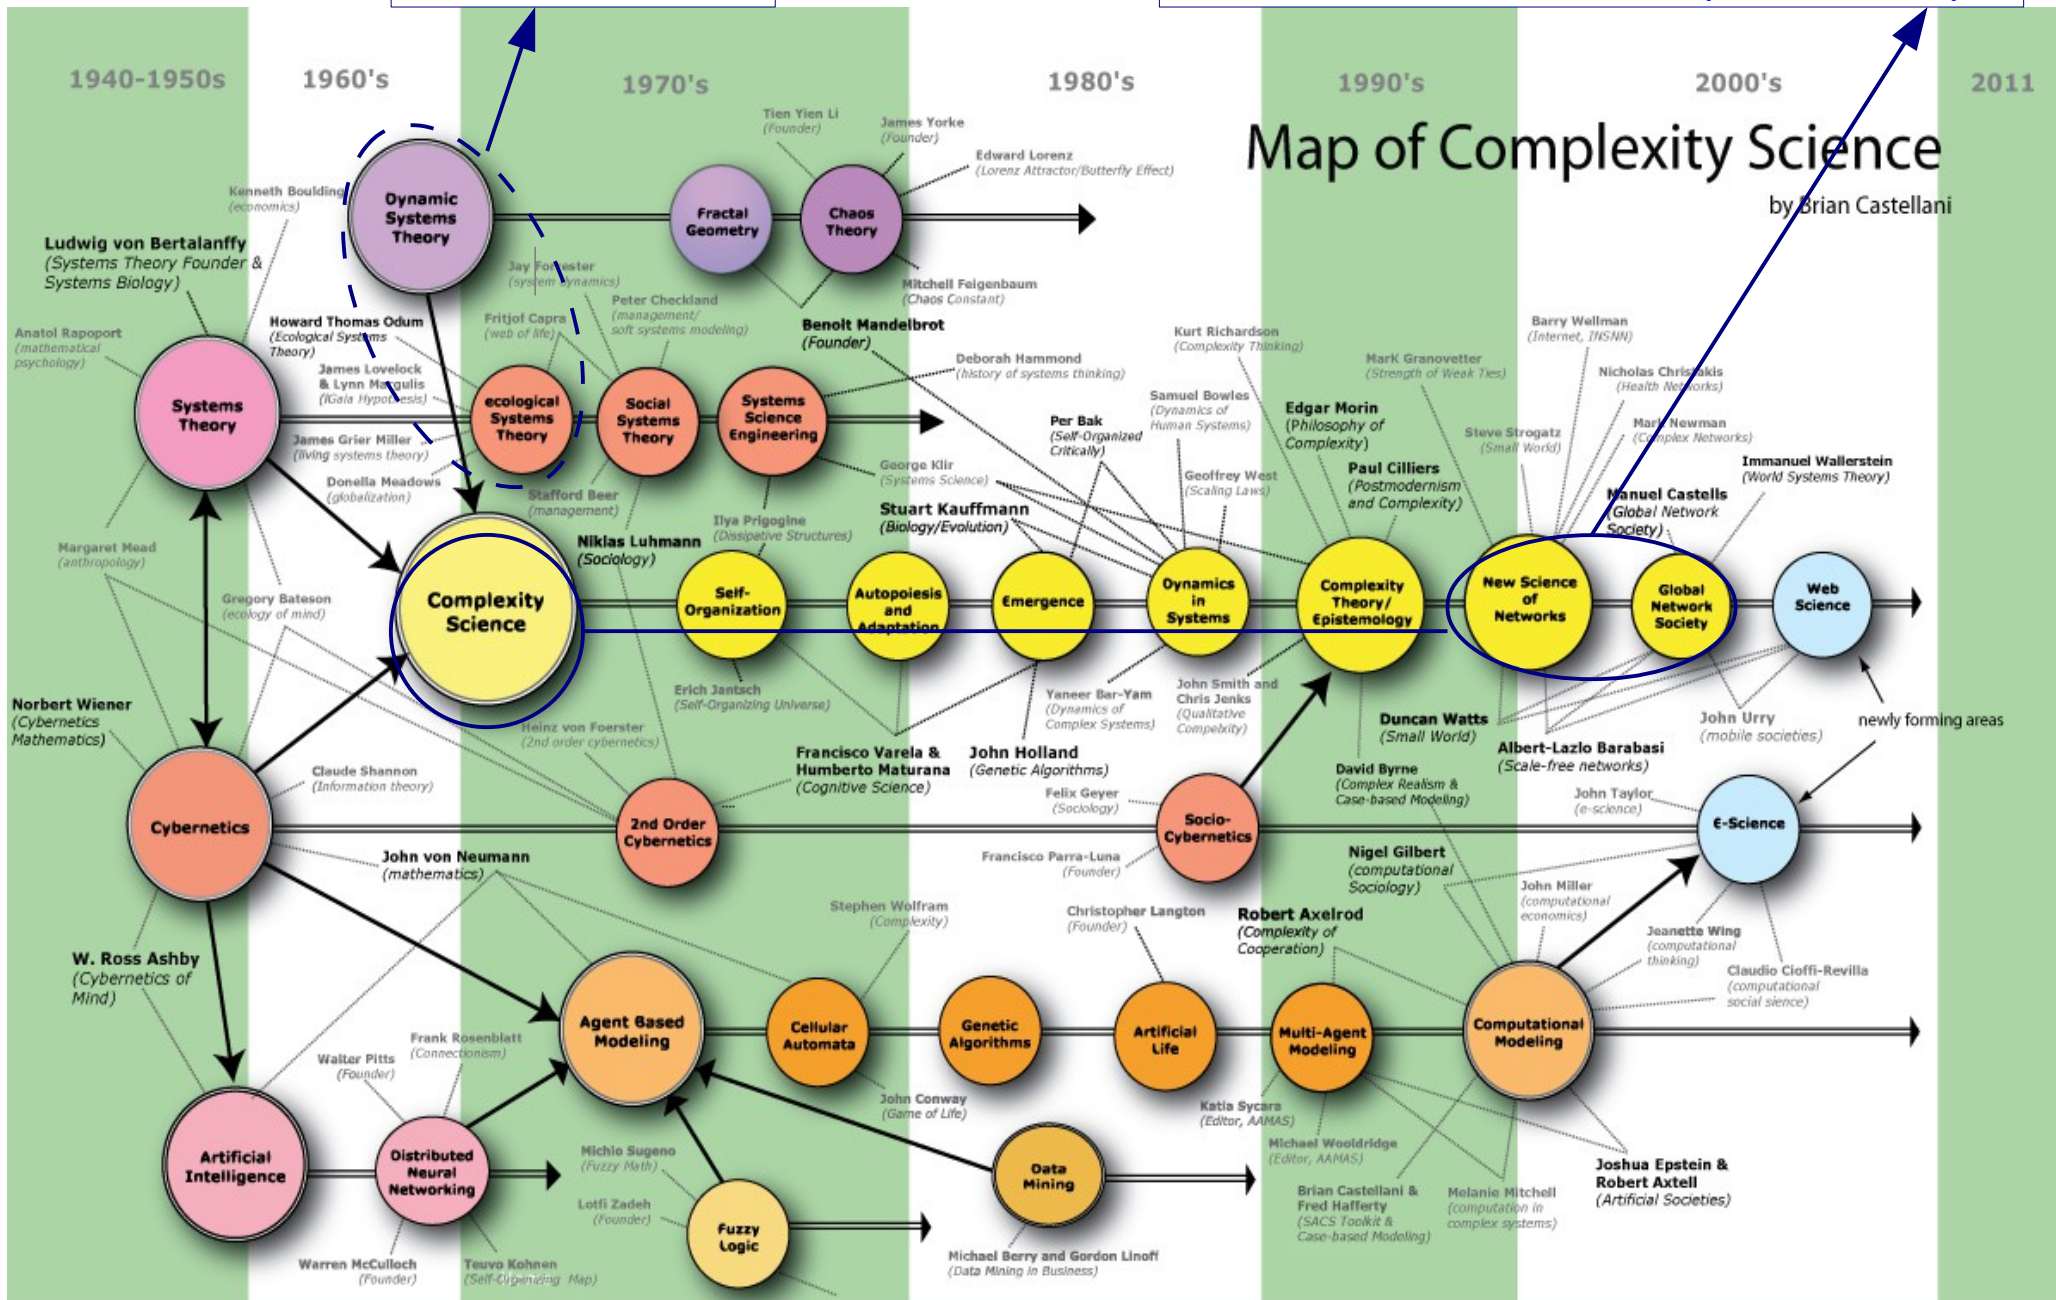 1940-1950s
1960's
1970's
1980's
1990's
2000's
2011
Map of Complexity Science
by Brian Castellani
Tien Yien Li
(Founder)
James Yorke
(Founder)
Edward Lorenz
(Lorenz Attractor/Butterfly Effect)
Kenneth Boulding
(economics)
Dynamic
Systems
Theory
Fractal
Geometry
Chaos
Theory
Ludwig von Bertalanffy
(Systems Theory Founder &
Systems Biology)
Jay Forrester
(system dynamics)
Peter Checkland
(management/
soft systems modeling)
Mitchell Feigenbaum
(Chaos Constant)
Benoit Mandelbrot
(Founder)
Anatol Rapoport
(mathematical
psychology)
Howard Thomas Odum
(Ecological Systems
Theory)
Fritjof Capra
(web of life)
James Lovelock
& Lynn Margulis
(Gaia Hypothesis)
Systems
Theory
ecological
Systems
Theory
Social
Systems
Theory
Systems
Science
Engineering
Deborah Hammond
(history of systems thinking)
James Grier Miller
(living systems theory)
Donella Meadows
(globalization)
Stafford Beer
(management)
George Klir
(Systems Science)
Stuart Kauffmann
(Biology/Evolution)
Ilya Prigogine
(Dissipative Structures)
Niklas Luhmann
(Sociology)
Per Bak
(Self-Organized
Critically)
Samuel Bowles
(Dynamics of
Human Systems)
Geoffrey West
(Scaling Laws)
Kurt Richardson
(Complexity Thinking)
Edgar Morin
(Philosophy of
Complexity)
Paul Cilliers
(Postmodernism
and Complexity)
MarK Granovetter
(Strength of Weak Ties)
Steve Strogatz
(Small World)
Barry Wellman
(Internet, INSNN)
Nicholas Christakis
(Health Networks)
Mark Newman
(Complex Networks)
Manuel Castells
(Global Network
Society)
Immanuel Wallerstein
(World Systems Theory)
Margaret Mead
(anthropology)
Gregory Bateson
(ecology of mind)
Complexity
Science
Self-
Organization
Autopoiesis
and
Adaptation
Emergence
Dynamics
in
Systems
Complexity
Theory/
Epistemology
New Science
of
Networks
Global
Network
Society
Web
Science
Erich Jantsch
(Self-Organizing Universe)
Heinz von Foerster
(2nd order cybernetics)
Francisco Varela &
Humberto Maturana
(Cognitive Science)
John Holland
(Genetic Algorithms)
Yaneer Bar-Yam
(Dynamics of
Complex Systems)
John Smith and
Chris Jenks
(Qualitative
Compelxity)
Duncan Watts
(Small World)
Albert-Lazlo Barabasi
(Scale-free networks)
John Urry
(mobile societies)
newly forming areas
Norbert Wiener
(Cybernetics
Mathematics)
Claude Shannon
(Information theory)
Cybernetics
2nd Order
Cybernetics
Felix Geyer
(Sociology)
Francisco Parra-Luna
(Founder)
Socio-
Cybernetics
David Byrne
(Complex Realism &
Case-based Modeling)
John Taylor
(e-science)
E-Science
John von Neumann
(mathematics)
Stephen Wolfram
(Complexity)
Christopher Langton
(Founder)
Nigel Gilbert
(computational
Sociology)
Robert Axelrod
(Complexity of
Cooperation)
John Miller
(computational
economics)
Jeanette Wing
(computational
thinking)
Claudio Cioffi-Revilla
(computational
social sience)
W. Ross Ashby
(Cybernetics of
Mind)
Agent Based
Modeling
Cellular
Automata
Genetic
Algorithms
Artificial
Life
Multi-Agent
Modeling
Computational
Modeling
Walter Pitts
(Founder)
Frank Rosenblatt
(Connectionism)
John Conway
(Game of Life)
Katia Sycara
(Editor, AAMAS)
Michael Wooldridge
(Editor, AAMAS)
Artificial
Intelligence
Distributed
Neural
Networking
Michio Sugeno
(Fuzzy Math)
Lotfi Zadeh
(Founder)
Fuzzy
Logic
Data
Mining
Brian Castellani &
Fred Hafferty
(SACS Toolkit &
Case-based Modeling)
Melanie Mitchell
(computation in
complex systems)
Joshua Epstein &
Robert Axtell
(Artificial Societies)
Warren McCulloch
(Founder)
Teuvo Kohnen
(Self-Organizing Map)
Michael Berry and Gordon Linoff
(Data Mining in Business)